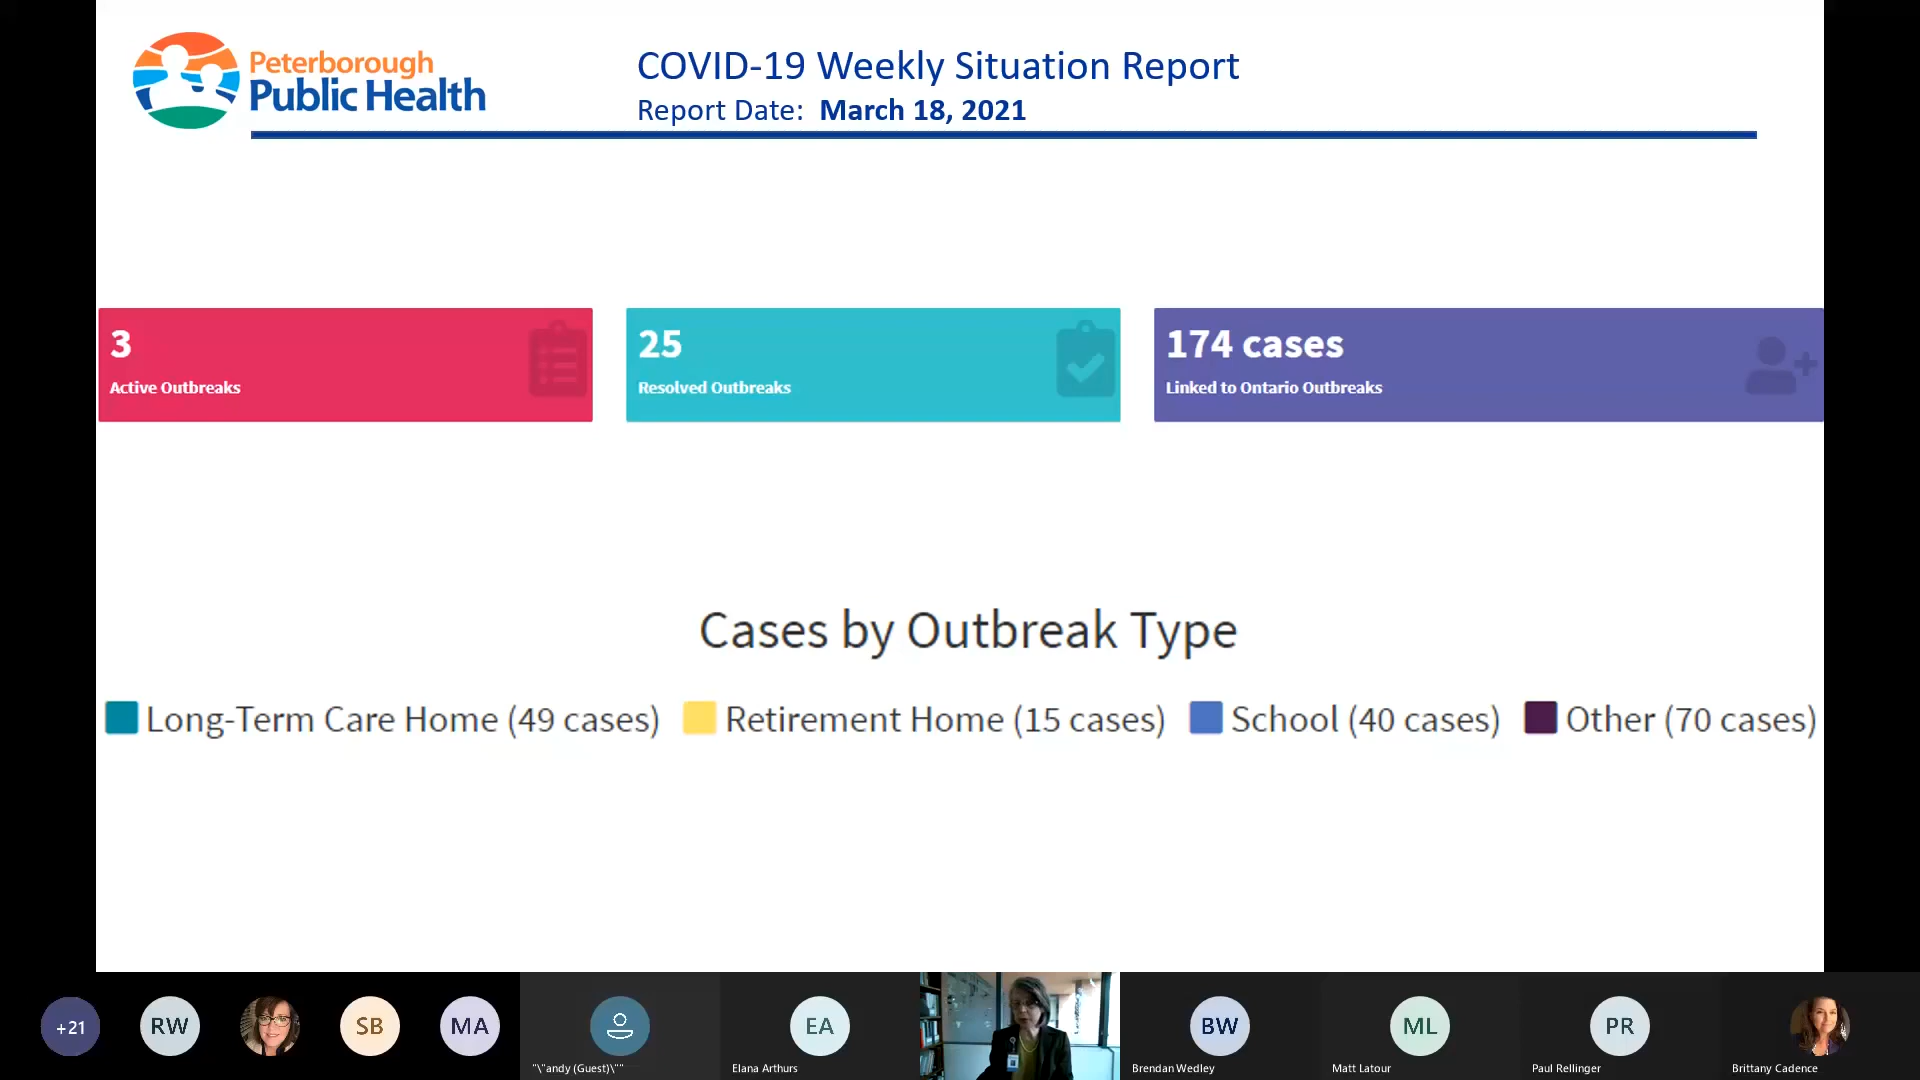 Peterborough
Public Health
COVID-19 Weekly Situation Report
Report Date: March 18, 2021
3
Active Outbreaks
25
Resolved Outbreaks
174 cases
Linked to Ontario Outbreaks
Cases by Outbreak Type
Long-Term Care Home (49 cases) Retirement Home (15 cases) School (40 cases) Other (70 cases)
+21
RW
SB
MA
"\"andy (Guest)\""
EA
Elana Arthurs
BW
Brendan Wedley
ML
Matt Latour
PR
Paul Rellinger
Brittany Cadence